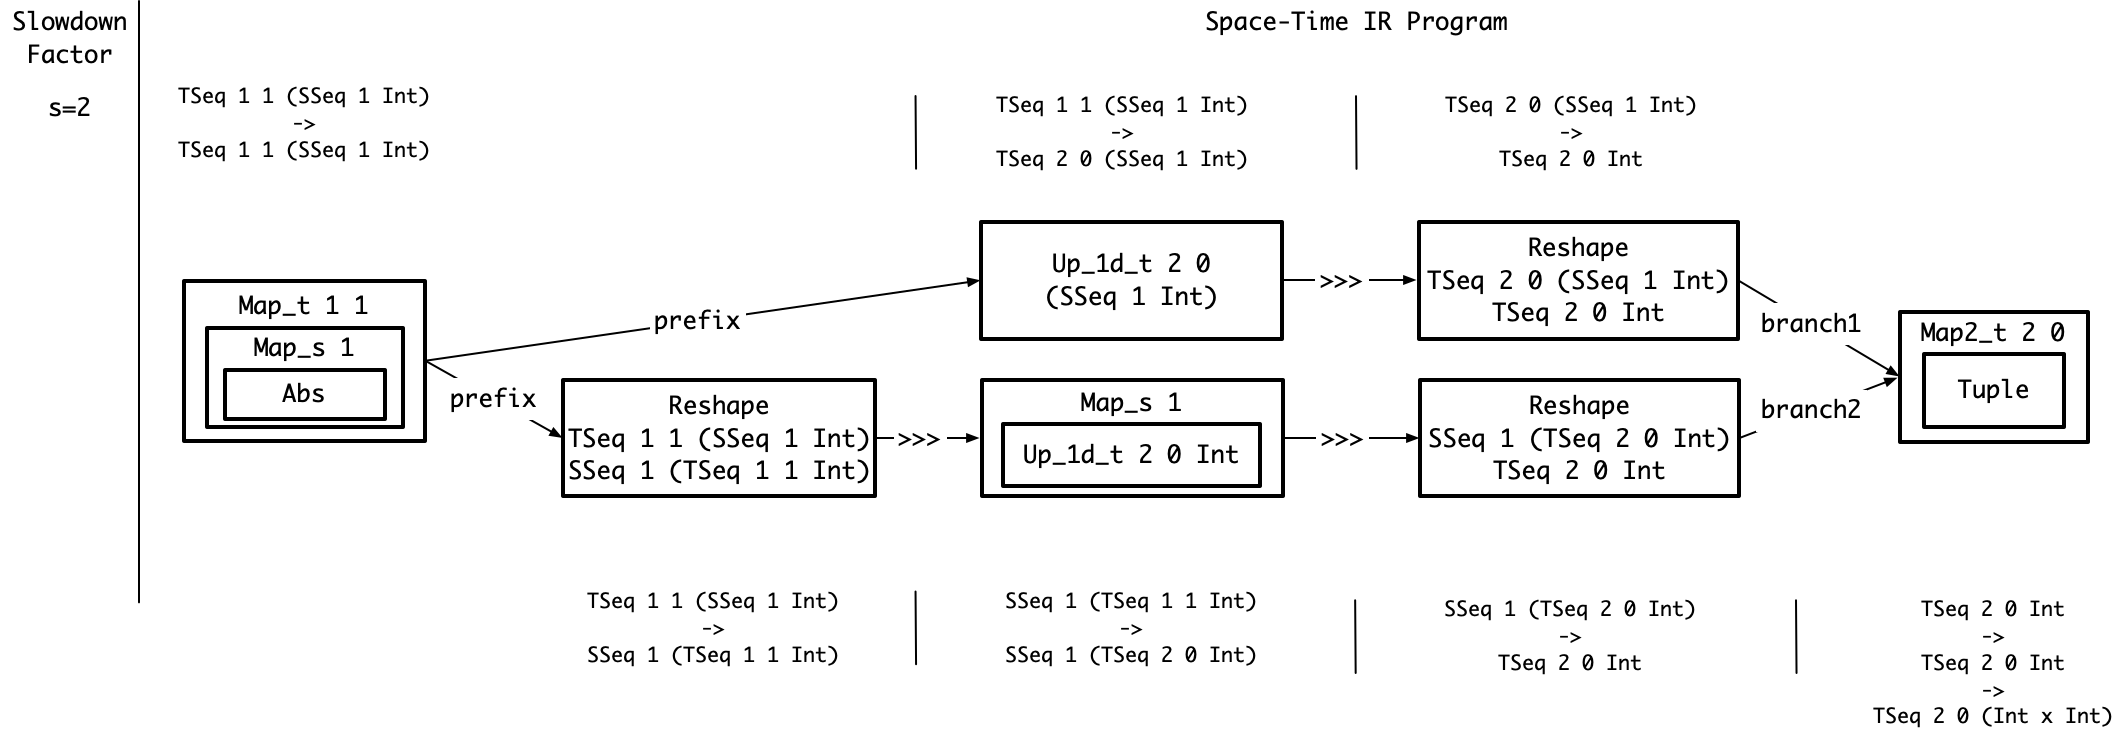 Slowdown
Factor
s=2
Space-Time IR Program
TSeq 1 1 (SSeq 1 Int)
->
TSeq 1 1 (SSeq 1 Int)
TSeq 1 1 (SSeq 1 Int)
->
TSeq 2 0 (SSeq 1 Int)
TSeq 2 0 (SSeq 1 Int)
->
TSeq 2 0 Int
Map_t 1 1
Map_s 1
Abs
prefix
prefix
Up_1d_t 2 0
(SSeq 1 Int)
>>>
Reshape
TSeq 2 0 (SSeq 1 Int)
TSeq 2 0 Int
branch1
Reshape
TSeq 1 1 (SSeq 1 Int)
SSeq 1 (TSeq 1 1 Int)
>>>
Map_s 1
Up_1d_t 2 0 Int
>>>
Reshape
SSeq 1 (TSeq 2 0 Int)
TSeq 2 0 Int
branch2
Map2_t 2 0
Tuple
TSeq 1 1 (SSeq 1 Int)
->
SSeq 1 (TSeq 1 1 Int)
SSeq 1 (TSeq 1 1 Int)
->
SSeq 1 (TSeq 2 0 Int)
SSeq 1 (TSeq 2 0 Int)
->
TSeq 2 0 Int
TSeq 2 0 Int
->
TSeq 2 0 Int
->
TSeq 2 0 (Int x Int)